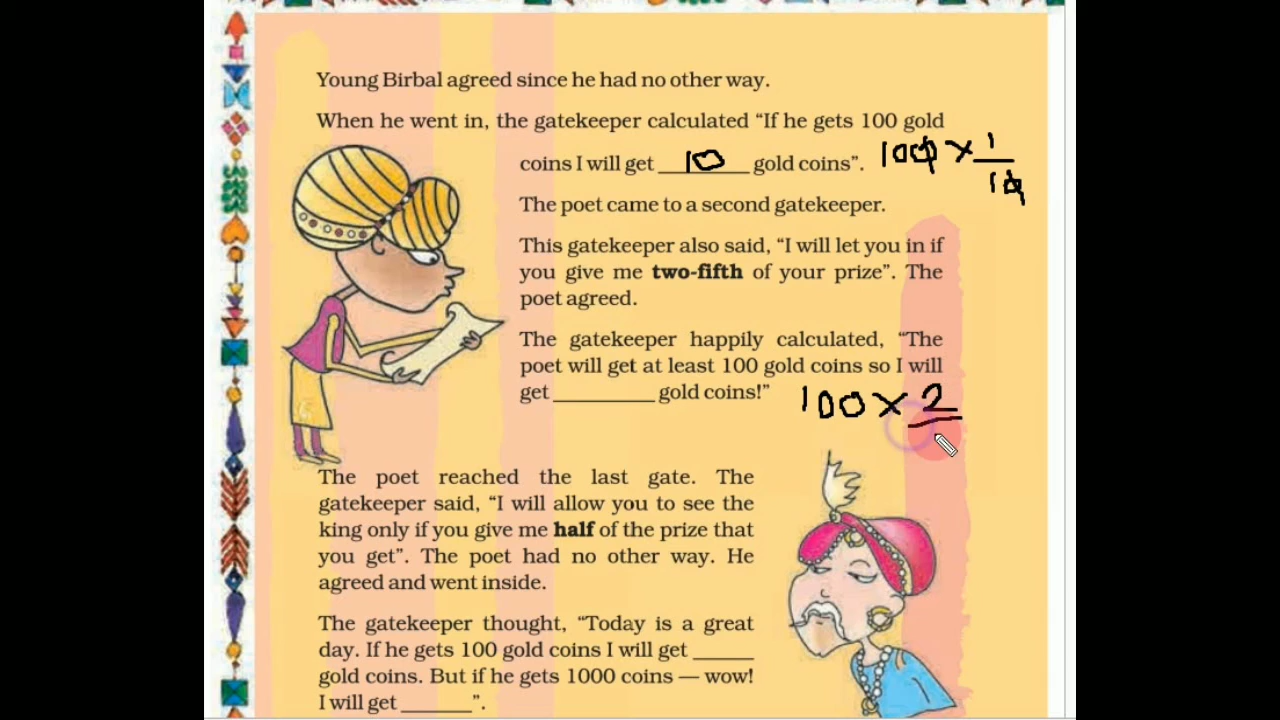 Young Birbal agreed since he had no other way.
When he went in, the gatekeeper calculated “If he gets 100 gold
coins I will get 10 gold coins”. 100 × 1
10
The poet came to a second gatekeeper.
This gatekeeper also said, “I will let you in if
you give me two-fifth of your prize”. The
poet agreed.
The gatekeeper happily calculated, “The
poet will get at least 100 gold coins so I will
get __________ gold coins!” 100 × 2
The poet reached the last gate. The
gatekeeper said, “I will allow you to see the
king only if you give me half of the prize that
you get”. The poet had no other way. He
agreed and went inside.
The gatekeeper thought, “Today is a great
day. If he gets 100 gold coins I will get ______
gold coins. But if he gets 1000 coins — wow!
I will get _______”.